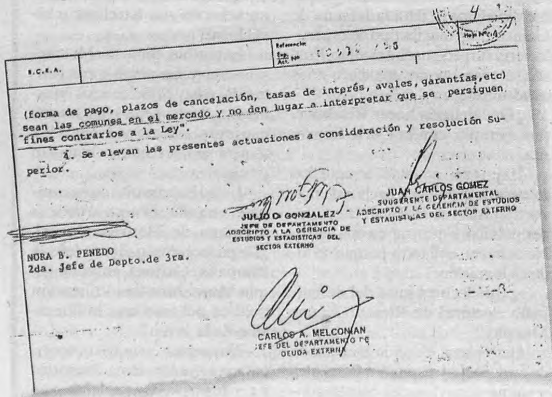 4
Referencia:
Exp.
Act. Nº
B.C.R.A.
(forma de pago, plazos de cancelación, tasas de interés, avales, garantías, etc)
sean las comunes en el mercado y no den lugar a interpretar que se persiguen
fines contrarios a la Ley".
4. Se elevan las presentes actuaciones a consideración y resolución Su-
perior.
JULIO D. GONZALEZ
JEFE DE DEPARTAMENTO
ADSCRIPTO A LA GERENCIA DE
ESTUDIOS Y ESTADISTICAS DEL
SECTOR EXTERNO
JUAN CARLOS GOMEZ
SUBGERENTE DEPARTAMENTAL
ADSCRIPTO A LA GERENCIA DE ESTUDIOS
Y ESTADISTICAS DEL SECTOR EXTERNO
NORA B. PENEDO
2da. Jefe de Depto. de 3ra.
CARLOS A. MELCONIAN
JEFE DEL DEPARTAMENTO DE
DEUDA EXTERNA